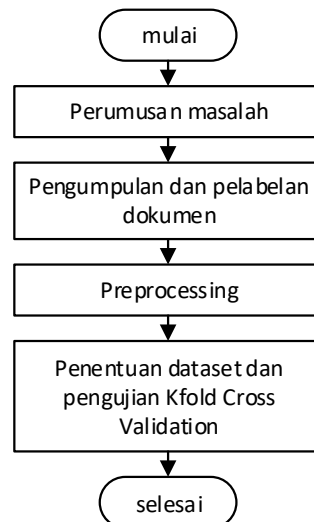 mulai
Perumusan masalah
Pengumpulan dan pelabelan
dokumen
Preprocessing
Penentuan dataset dan
pengujian Kfold Cross
Validation
selesai